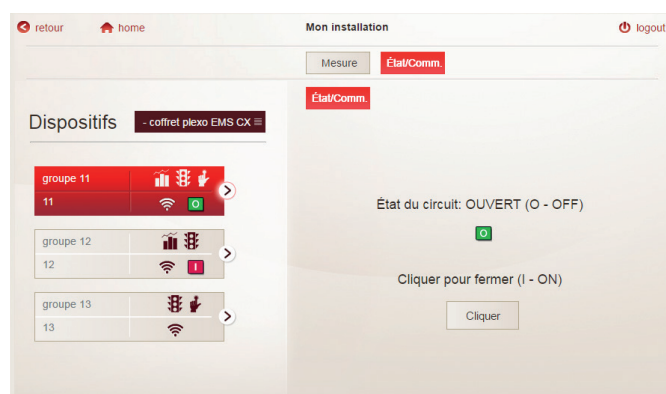 retour home Mon installation logout
Mesure État/Comm.
État/Comm.
Dispositifs - coffret plexo EMS CX
groupe 11
11 O
groupe 12
12 I
groupe 13
13
État du circuit: OUVERT (O - OFF)
O
Cliquer pour fermer (I - ON)
Cliquer